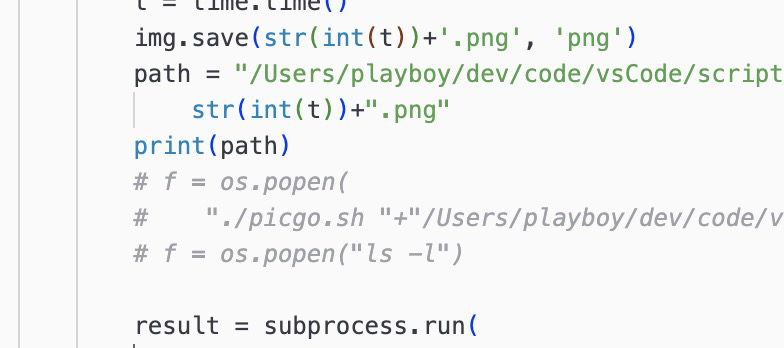 t = time.time()
img.save(str(int(t))+'.png', 'png')
path = "/Users/playboy/dev/code/vsCode/script
str(int(t))+".png"
print(path)
# f = os.popen(
#    "./picgo.sh "+"/Users/playboy/dev/code/v
# f = os.popen("ls -l")
result = subprocess.run(